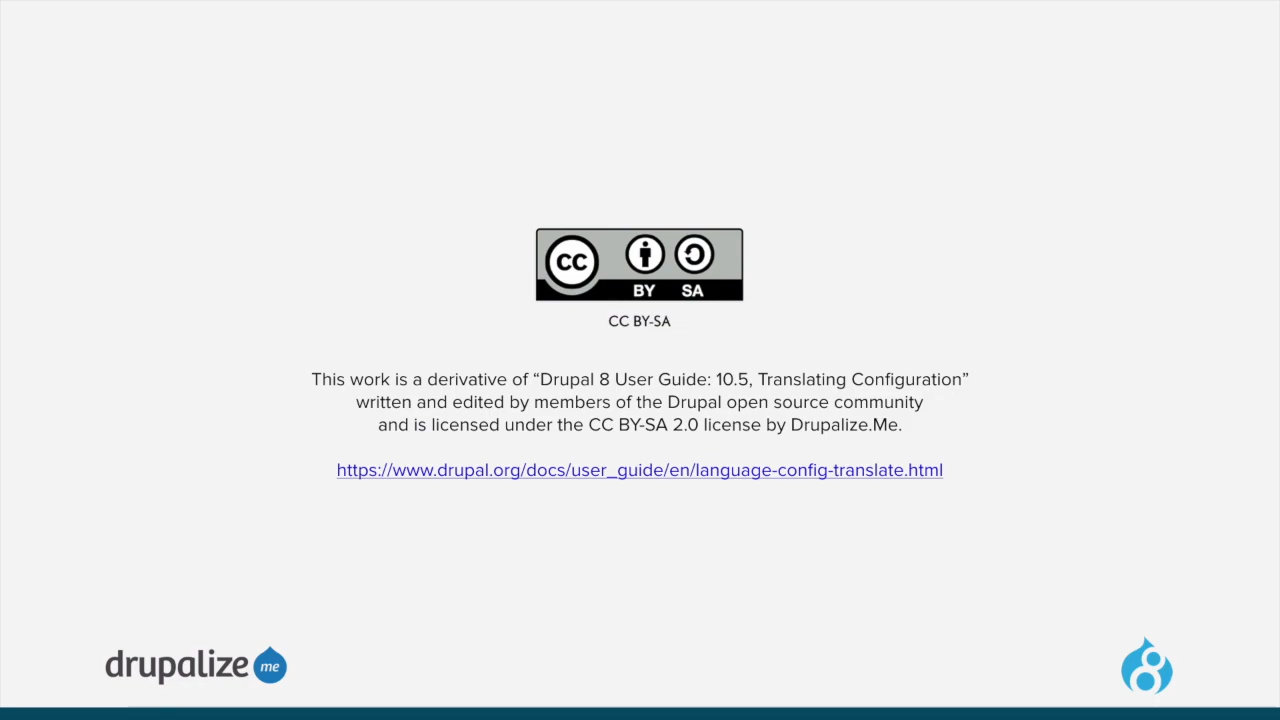 CC
BY SA
CC BY-SA
This work is a derivative of “Drupal 8 User Guide: 10.5, Translating Configuration”
written and edited by members of the Drupal open source community
and is licensed under the CC BY-SA 2.0 license by Drupalize.Me.
https://www.drupal.org/docs/user_guide/en/language-config-translate.html
drupalize me
8